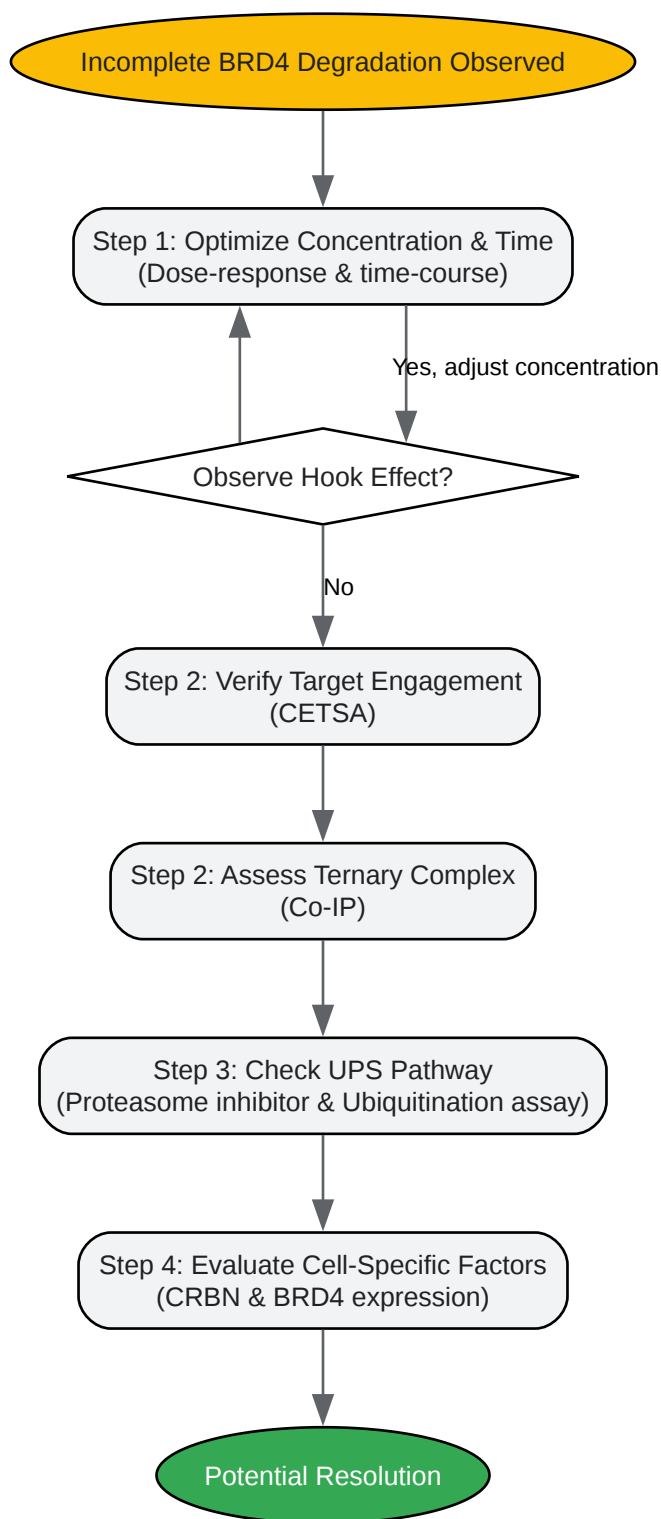 Incomplete BRD4 Degradation Observed
Step 1: Optimize Concentration & Time
(Dose-response & time-course)
Yes, adjust concentration
Observe Hook Effect?
No
Step 2: Verify Target Engagement
(CETSA)
Step 2: Assess Ternary Complex
(Co-IP)
Step 3: Check UPS Pathway
(Proteasome inhibitor & Ubiquitination assay)
Step 4: Evaluate Cell-Specific Factors
(CRBN & BRD4 expression)
Potential Resolution